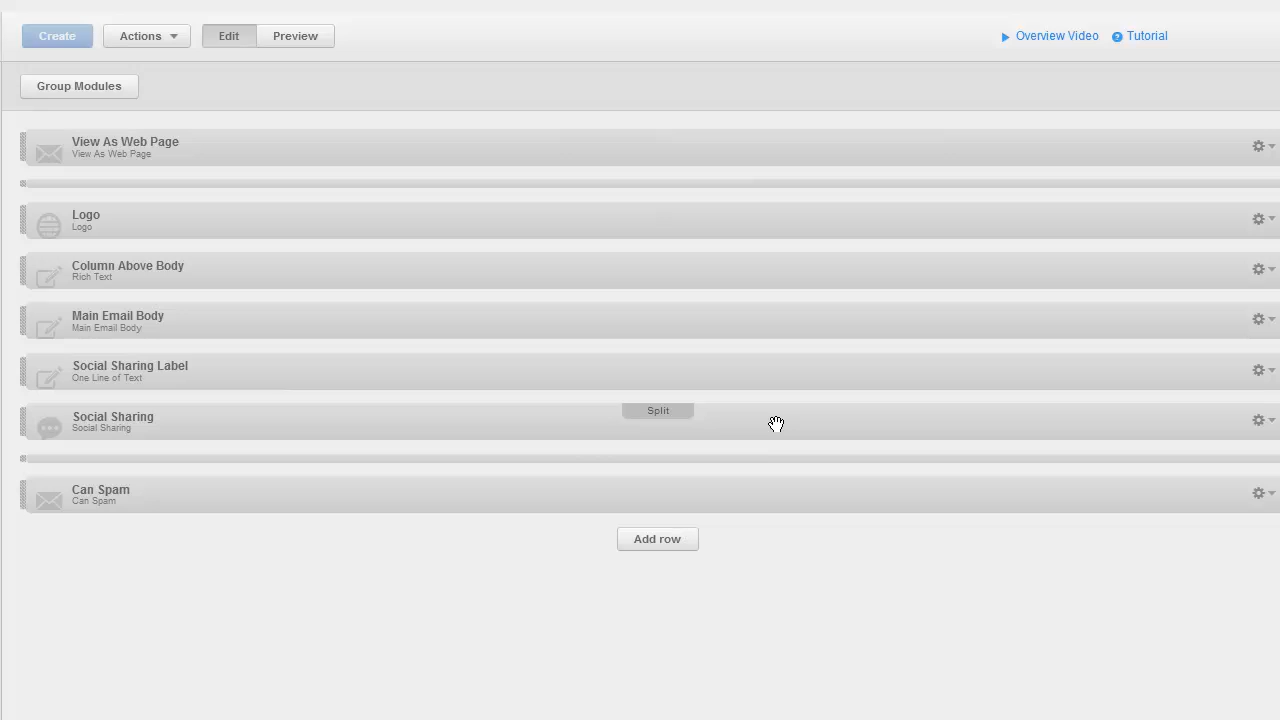 Create
Actions
Edit
Preview
Overview Video
Tutorial
Group Modules
View As Web Page
View As Web Page
Logo
Logo
Column Above Body
Rich Text
Main Email Body
Main Email Body
Social Sharing Label
One Line of Text
Split
Social Sharing
Social Sharing
Can Spam
Can Spam
Add row